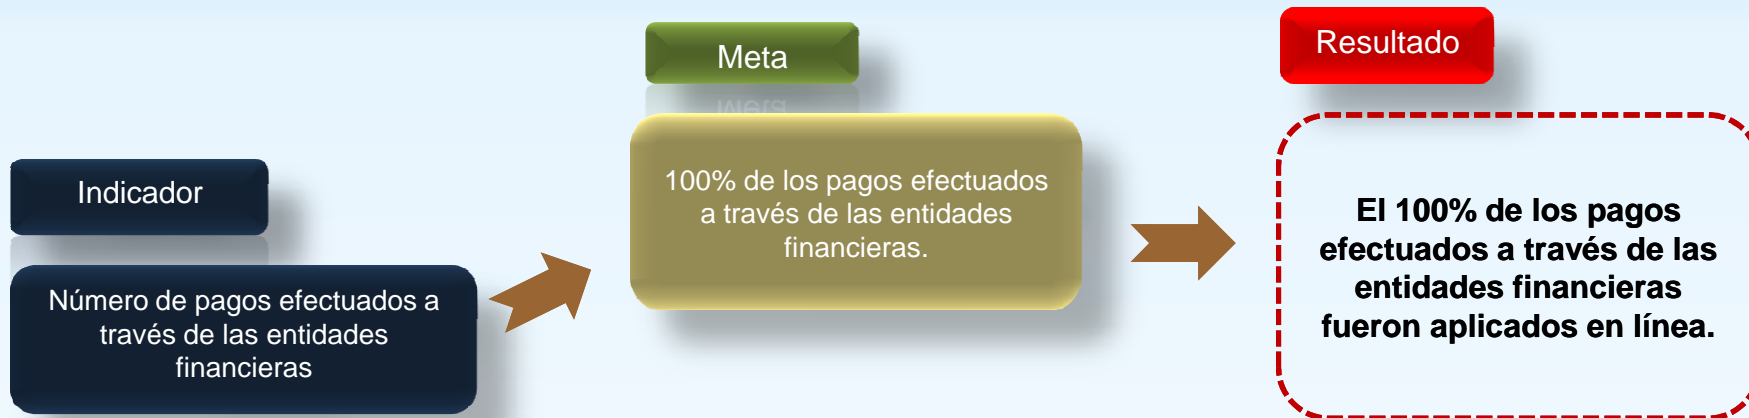 Indicador
Número de pagos efectuados a
través de las entidades
financieras
Meta
100% de los pagos efectuados
a través de las entidades
financieras.
Resultado
El 100% de los pagos
efectuados a través de las
entidades financieras
fueron aplicados en línea.